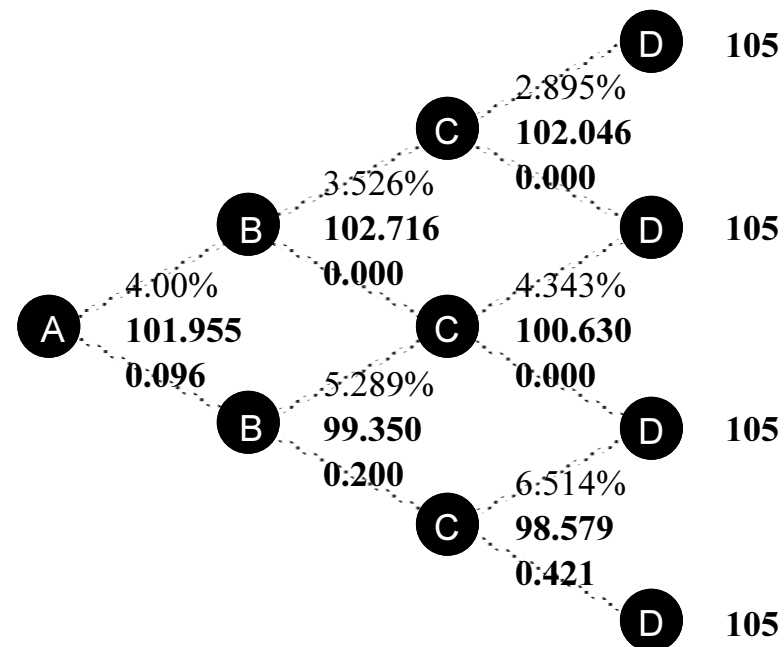 D 105
2.895%
C 102.046
0.000
3.526%
B 102.716 D 105
0.000
4.00% 4.343%
A 101.955 C 100.630
0.096 0.000
5.289%
B 99.350 D 105
0.200
6.514%
C 98.579
0.421
D 105